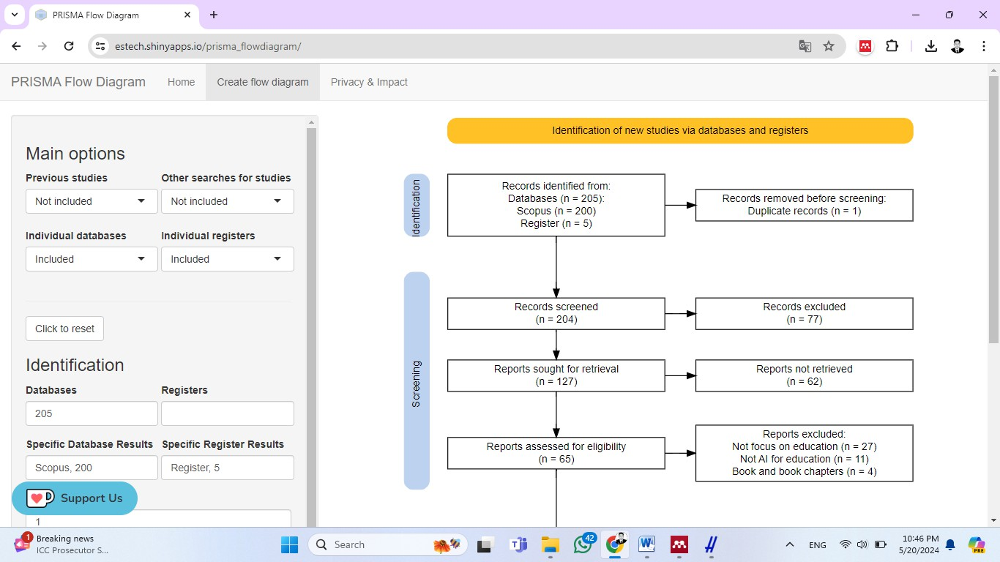 PRISMA Flow Diagram
estech.shinyapps.io/prisma_flowdiagram/
PRISMA Flow Diagram
Home
Create flow diagram
Privacy & Impact
Main options
Previous studies
Other searches for studies
Not included
Not included
Individual databases
Individual registers
Included
Included
Click to reset
Identification
Databases
Registers
205
Specific Database Results
Specific Register Results
Scopus, 200
Register, 5
Support Us
1
Identification of new studies via databases and registers
Identification
Records identified from:
Databases (n = 205):
Scopus (n = 200)
Register (n = 5)
Records removed before screening:
Duplicate records (n = 1)
Screening
Records screened
(n = 204)
Records excluded
(n = 77)
Reports sought for retrieval
(n = 127)
Reports not retrieved
(n = 62)
Reports assessed for eligibility
(n = 65)
Reports excluded:
Not focus on education (n = 27)
Not AI for education (n = 11)
Book and book chapters (n = 4)
1
Breaking news
ICC Prosecutor S...
Search
42
ENG
10:46 PM
5/20/2024
PRE